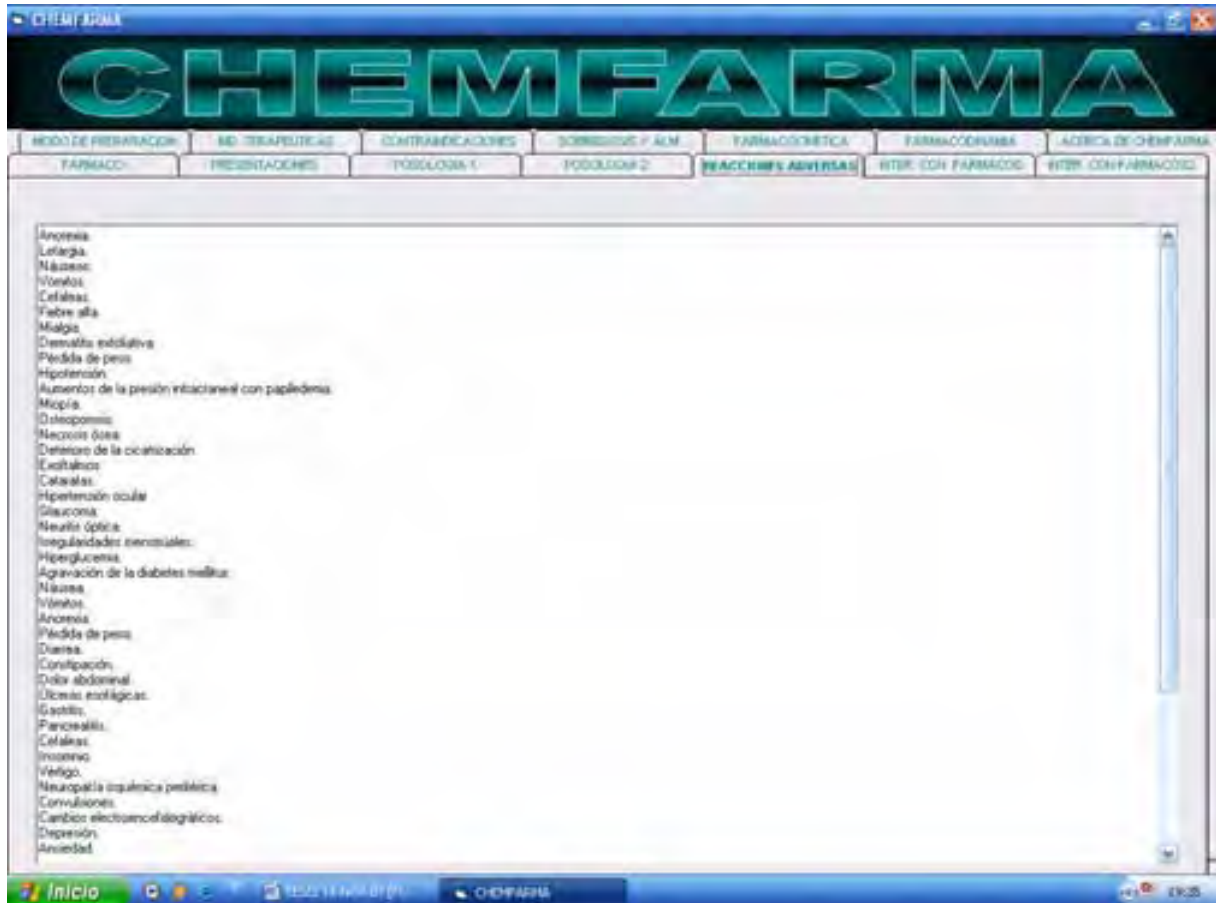 CHEMFARMA
CHEMFARMA
MODO DE PREPARACION IND. TERAPEUTICAS CONTRAINDICACIONES SOBREDOSIS Y ALM. FARMACOCINETICA FARMACODINAMIA ACERCA DE CHEMFARMA
FARMACO PRESENTACIONES POSOLOGIA 1 POSOLOGIA 2 REACCIONES ADVERSAS INTER. CON FARMACOS INTER. CON FARMACOS2
Anorexia.
Letargia.
Náuseas.
Vómitos.
Cefaleas.
Fiebre alta.
Mialgia.
Dermatitis exfoliativa.
Pérdida de peso.
Hipotensión.
Aumentos de la presión intracraneal con papiledema.
Miopía.
Osteoporosis.
Necrosis ósea.
Deterioro de la cicatrización.
Exoftalmos.
Cataratas.
Hipertensión ocular.
Glaucoma.
Neuritis óptica.
Irregularidades menstruales.
Hiperglucemia.
Agravación de la diabetes mellitus.
Náusea.
Vómitos.
Anorexia.
Pérdida de peso.
Diarrea.
Constipación.
Dolor abdominal.
Úlceras esofágicas.
Gastritis.
Pancreatitis.
Cefaleas.
Insomnio.
Vértigo.
Neuropatía isquémica periférica.
Convulsiones.
Cambios electroencefalográficos.
Depresión.
Ansiedad.
Inicio CHEMFARMA